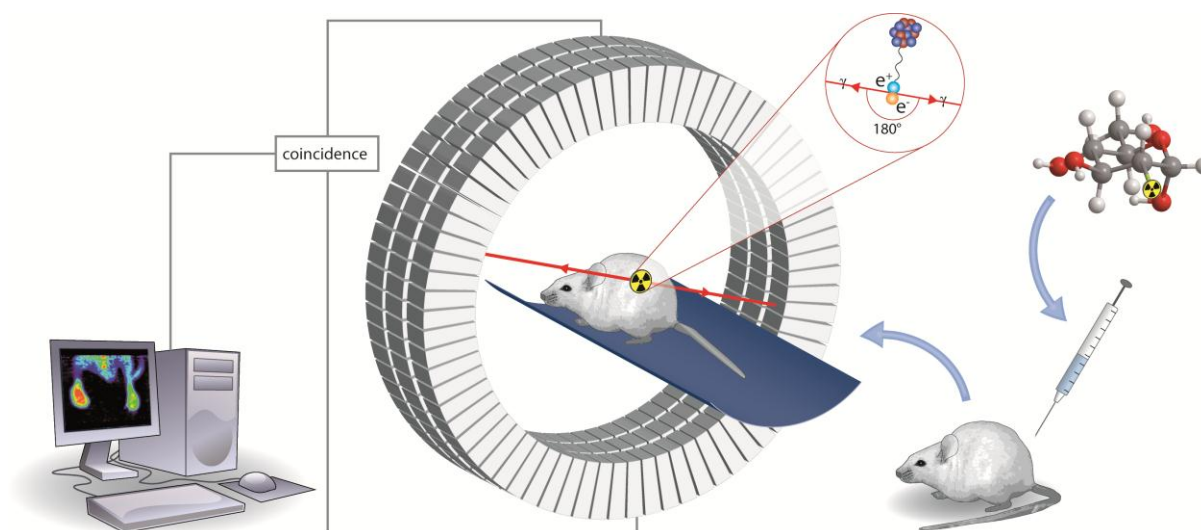 coincidence
e⁺
γ
γ
e⁻
180°